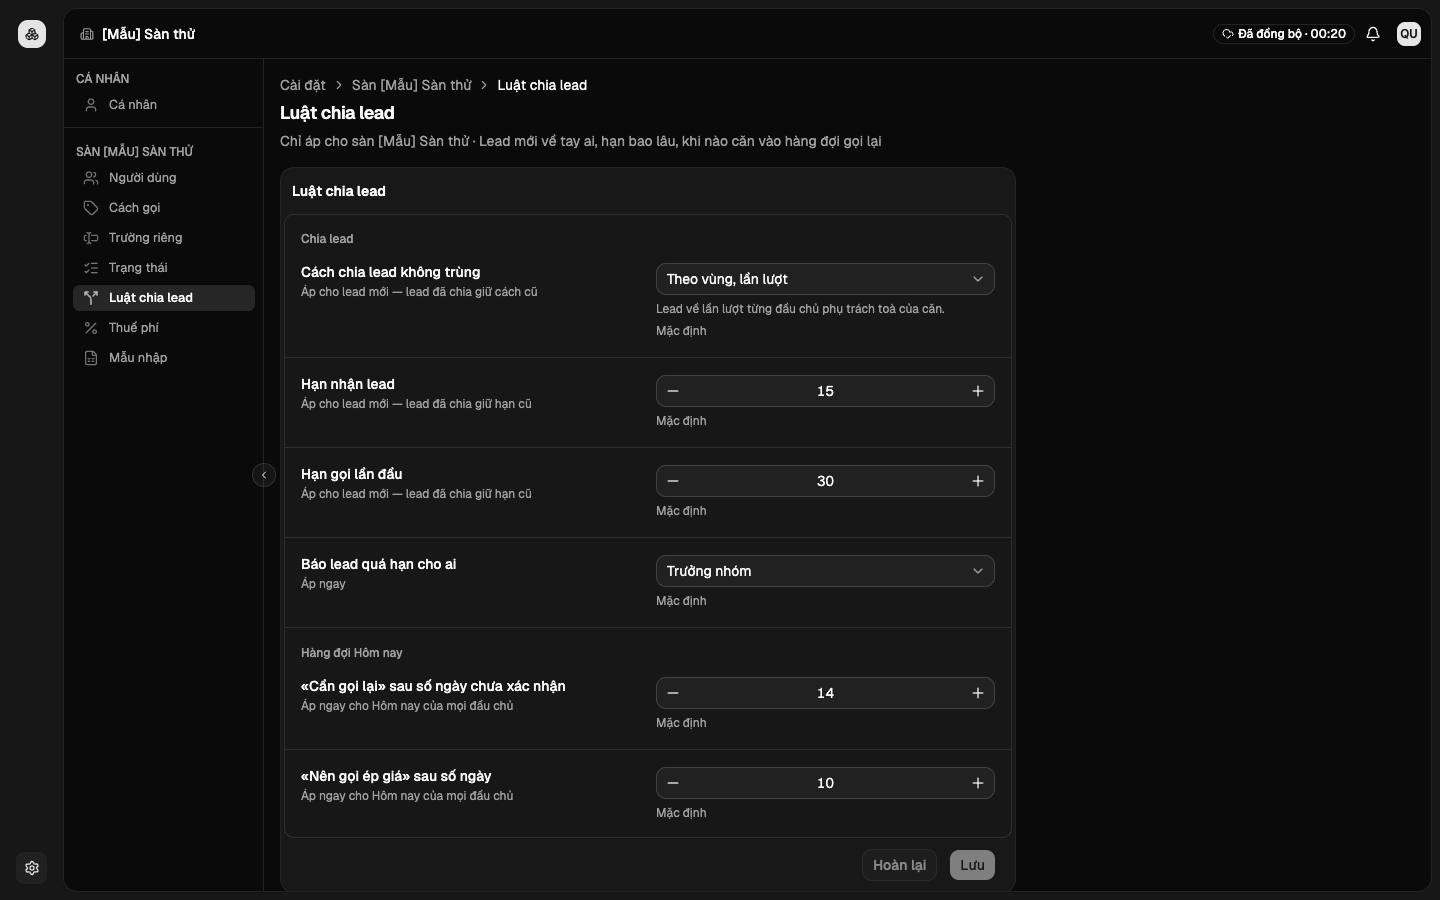 [Mẫu] Sàn thử
Đã đồng bộ · 00:20
QU
CÁ NHÂN
Cá nhân
SÀN [MẪU] SÀN THỬ
Người dùng
Cách gọi
Trường riêng
Trạng thái
Luật chia lead
Thuế phí
Mẫu nhập
Cài đặt > Sàn [Mẫu] Sàn thử > Luật chia lead
Luật chia lead
Chỉ áp cho sàn [Mẫu] Sàn thử · Lead mới về tay ai, hạn bao lâu, khi nào căn vào hàng đợi gọi lại
Luật chia lead
Chia lead
Cách chia lead không trùng
Áp cho lead mới — lead đã chia giữ cách cũ
Theo vùng, lần lượt
Lead về lần lượt từng đầu chủ phụ trách toà của căn.
Mặc định
Hạn nhận lead
Áp cho lead mới — lead đã chia giữ hạn cũ
15
Mặc định
Hạn gọi lần đầu
Áp cho lead mới — lead đã chia giữ hạn cũ
30
Mặc định
Báo lead quá hạn cho ai
Áp ngay
Trưởng nhóm
Mặc định
Hàng đợi Hôm nay
«Cần gọi lại» sau số ngày chưa xác nhận
Áp ngay cho Hôm nay của mọi đầu chủ
14
Mặc định
«Nên gọi ép giá» sau số ngày
Áp ngay cho Hôm nay của mọi đầu chủ
10
Mặc định
Hoàn lại
Lưu